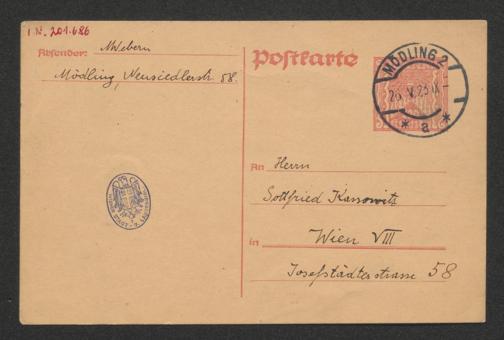 I.N. 201.686
Absender: AWebern
Mödling, Neusiedlerstr. 58.
Postkarte
MÖDLING 2
a
An Herrn
Gottfried Kassowitz
in Wien VIII
Josefstädterstrasse 58